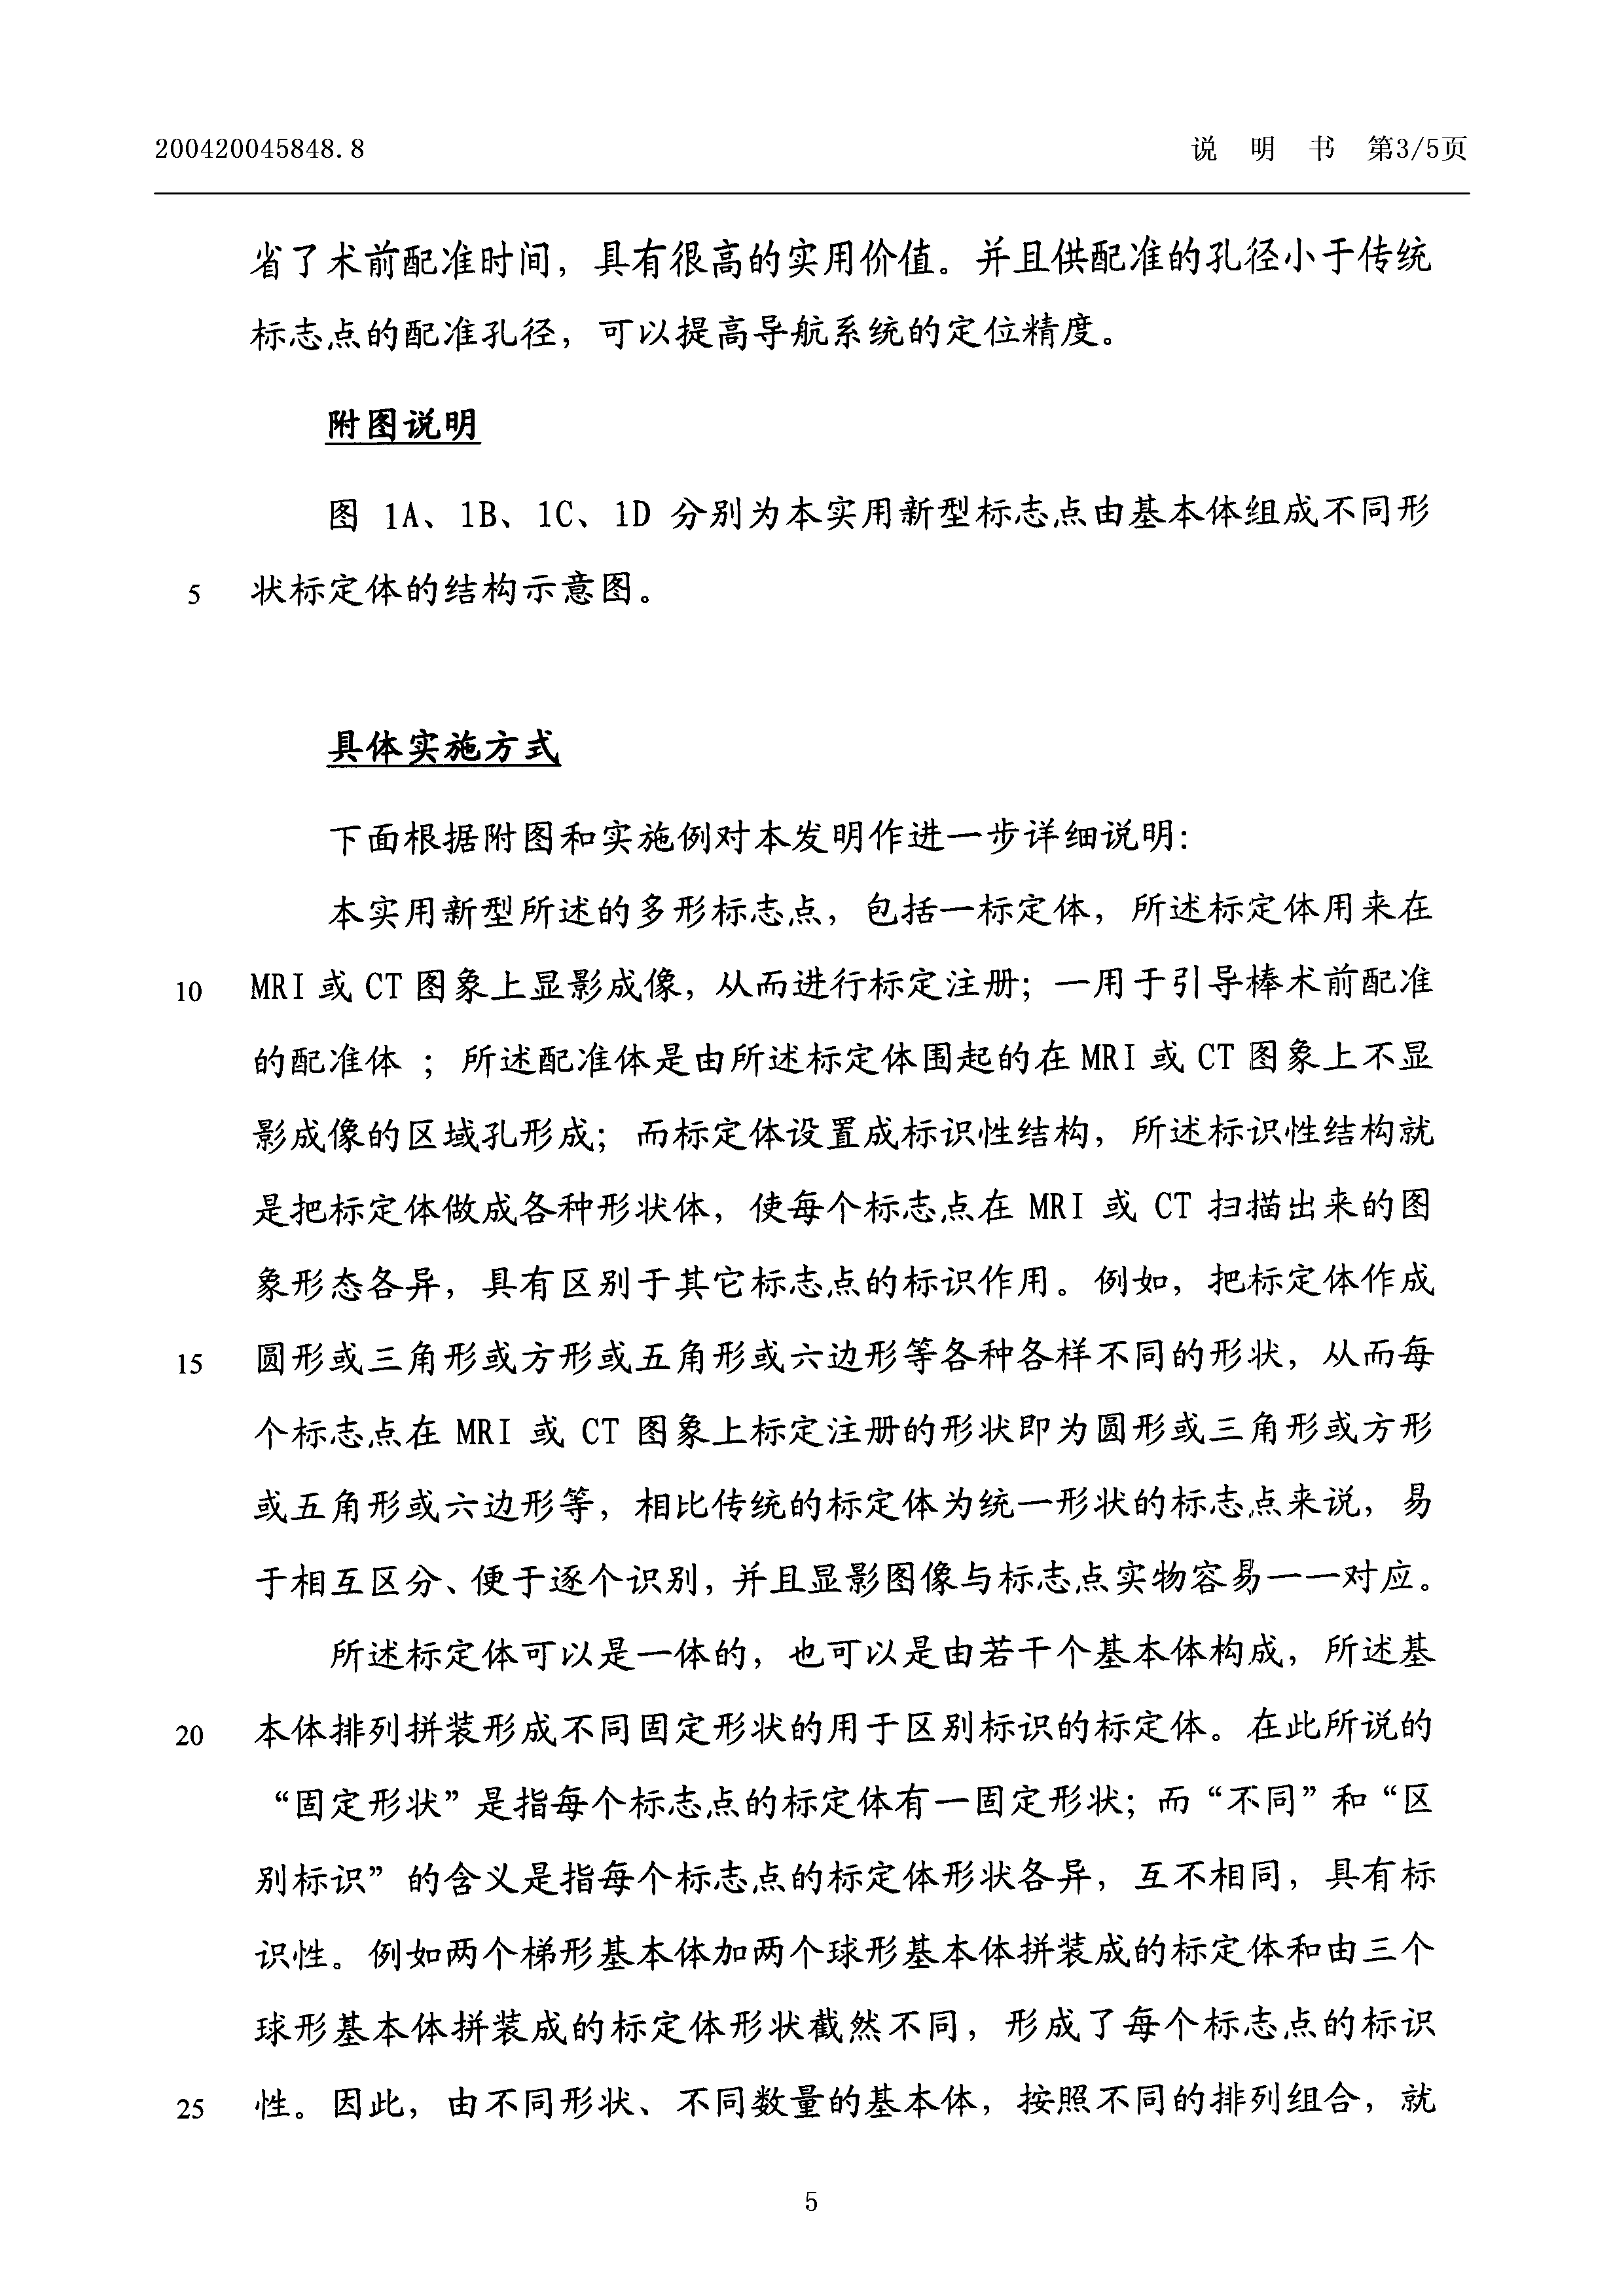 200420045848.8 说 明 书 第3/5页
省了术前配准时间，具有很高的实用价值。并且供配准的孔径小于传统
标志点的配准孔径，可以提高导航系统的定位精度。
附图说明
图 1A、1B、1C、1D 分别为本实用新型标志点由基本体组成不同形
5 状标定体的结构示意图。
具体实施方式
下面根据附图和实施例对本发明作进一步详细说明：
本实用新型所述的多形标志点，包括一标定体，所述标定体用来在
10 MRI 或 CT 图象上显影成像，从而进行标定注册；一用于引导棒术前配准
的配准体 ；所述配准体是由所述标定体围起的在 MRI 或 CT 图象上不显
影成像的区域孔形成；而标定体设置成标识性结构，所述标识性结构就
是把标定体做成各种形状体，使每个标志点在 MRI 或 CT 扫描出来的图
象形态各异，具有区别于其它标志点的标识作用。例如，把标定体作成
15 圆形或三角形或方形或五角形或六边形等各种各样不同的形状，从而每
个标志点在 MRI 或 CT 图象上标定注册的形状即为圆形或三角形或方形
或五角形或六边形等，相比传统的标定体为统一形状的标志点来说，易
于相互区分、便于逐个识别，并且显影图像与标志点实物容易一一对应。
所述标定体可以是一体的，也可以是由若干个基本体构成，所述基
20 本体排列拼装形成不同固定形状的用于区别标识的标定体。在此所说的
“固定形状”是指每个标志点的标定体有一固定形状；而“不同”和“区
别标识”的含义是指每个标志点的标定体形状各异，互不相同，具有标
识性。例如两个梯形基本体加两个球形基本体拼装成的标定体和由三个
球形基本体拼装成的标定体形状截然不同，形成了每个标志点的标识
25 性。因此，由不同形状、不同数量的基本体，按照不同的排列组合，就
5